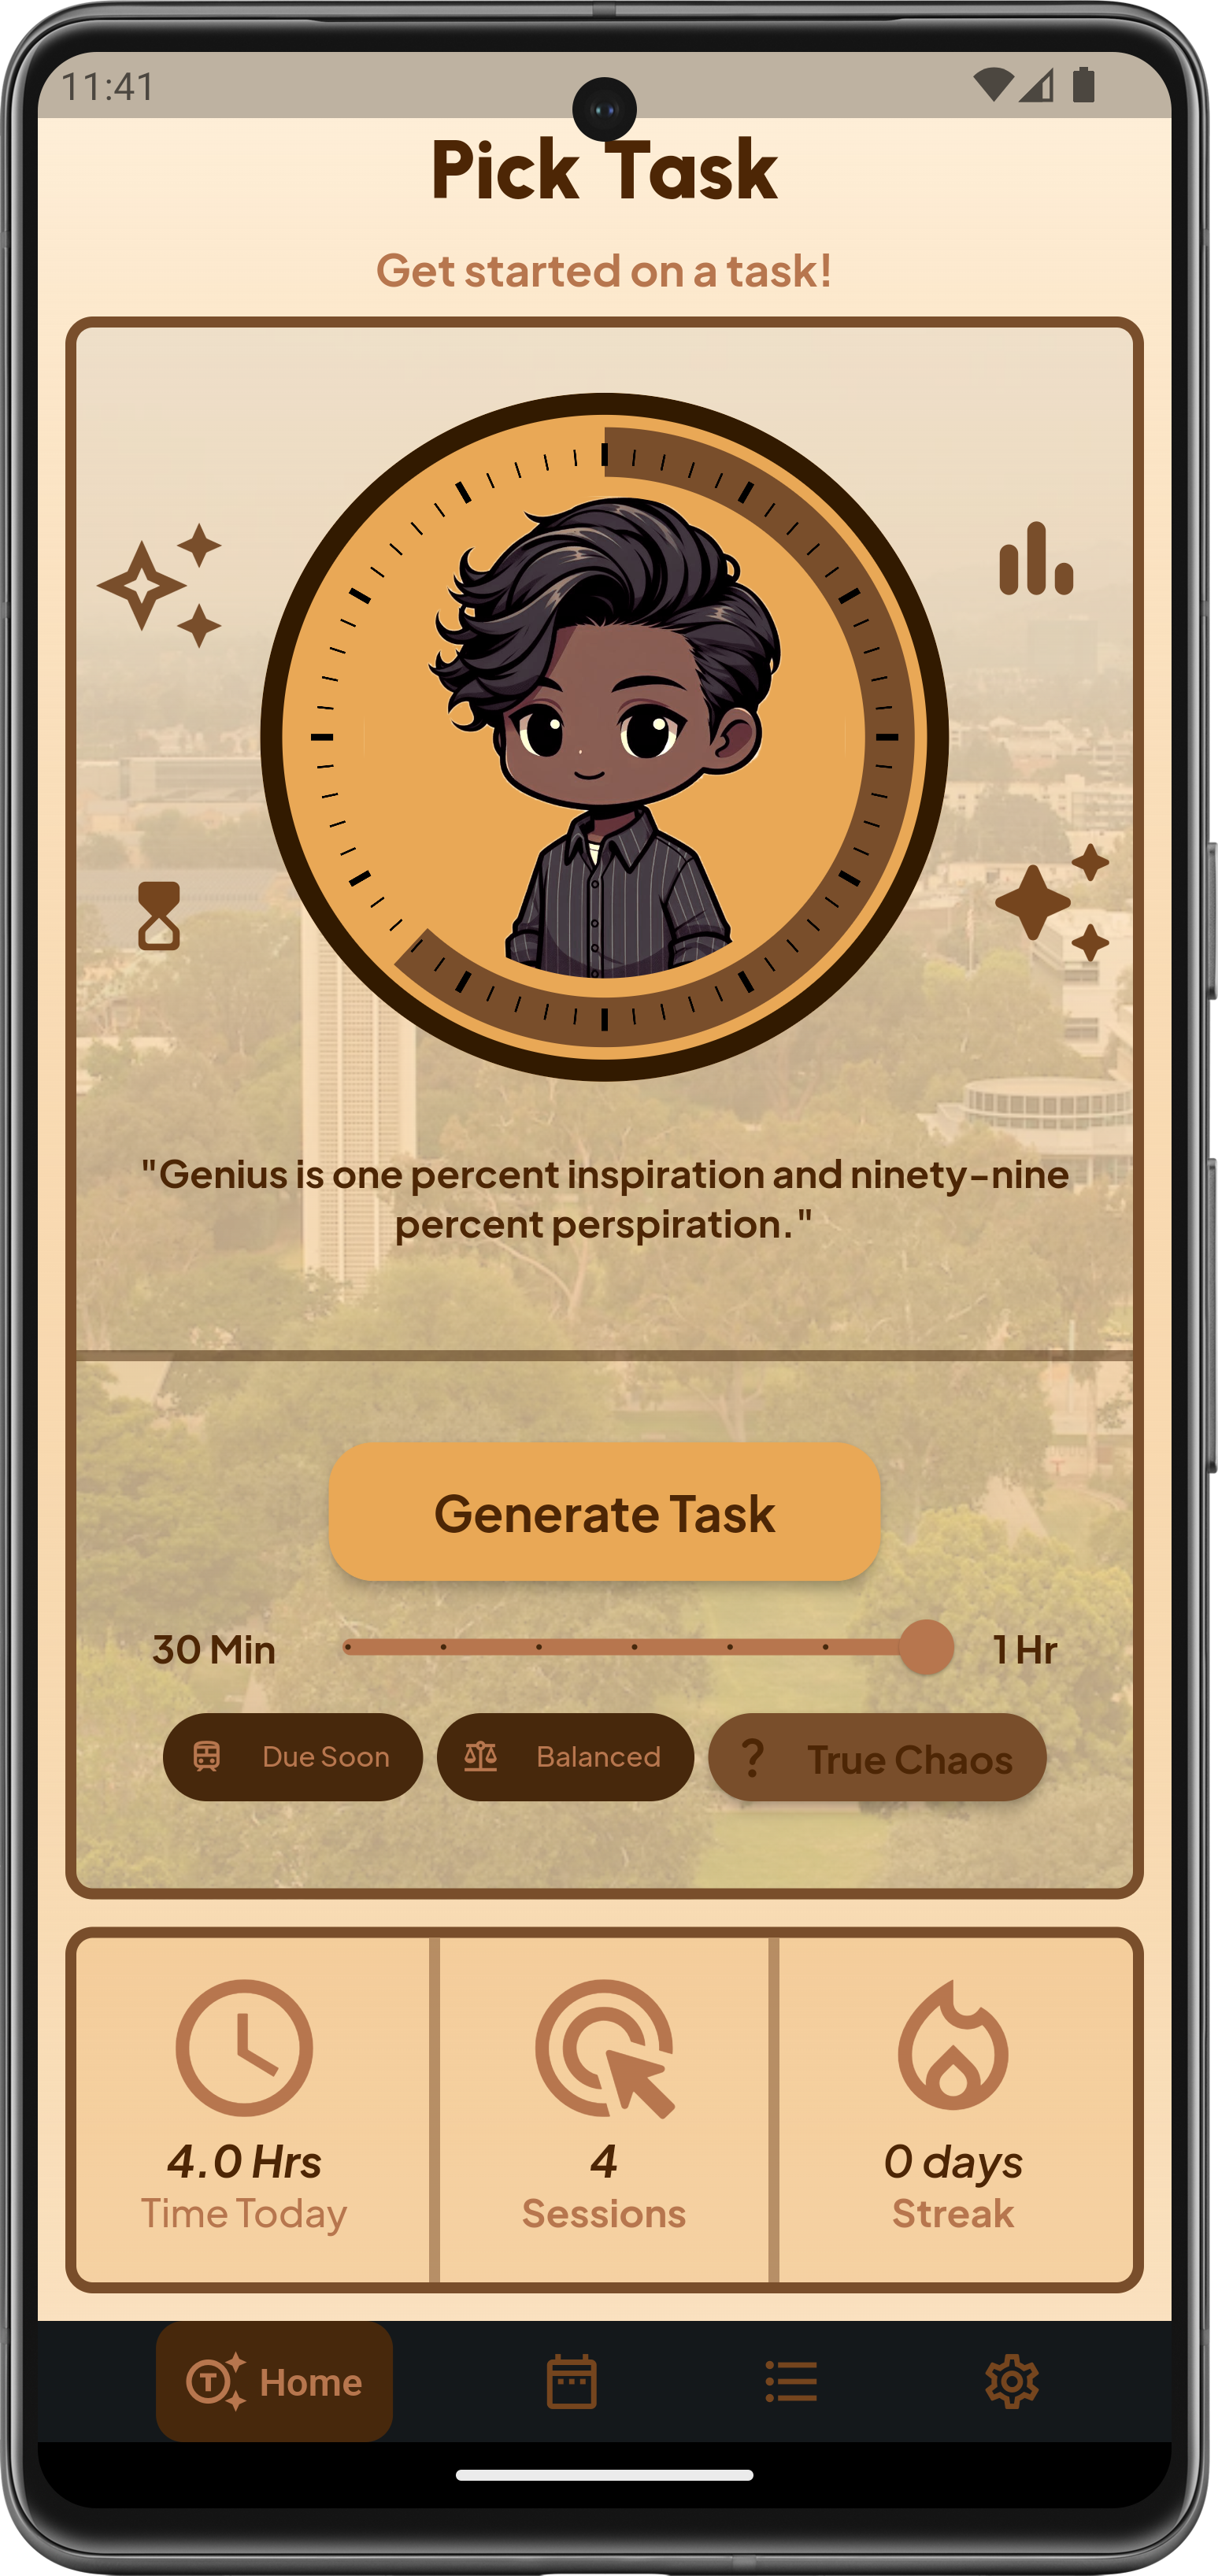 11:41
Pick Task
Get started on a task!
"Genius is one percent inspiration and ninety-nine
percent perspiration."
Generate Task
30 Min
1 Hr
Due Soon
Balanced
? True Chaos
4.0 Hrs
Time Today
4
Sessions
0 days
Streak
T Home